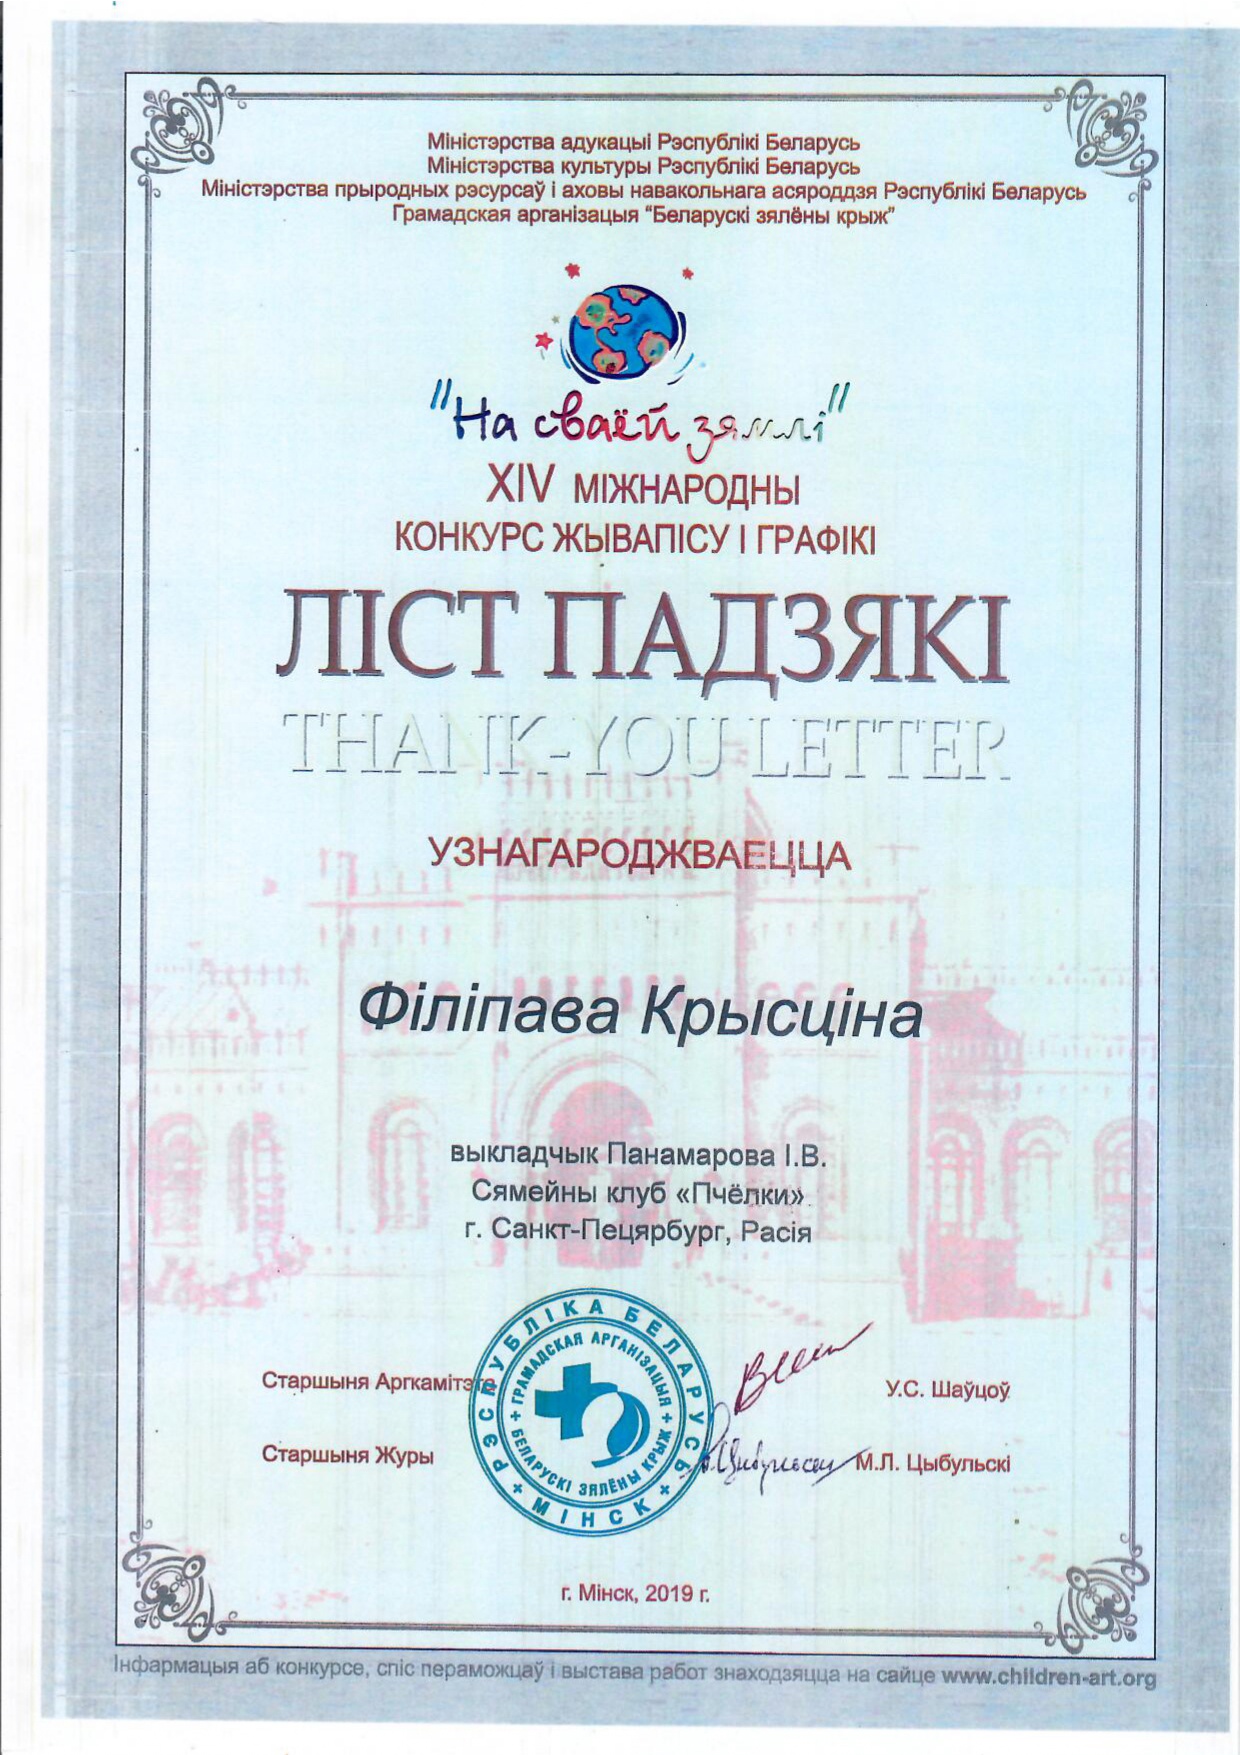 Міністэрства адукацыі Рэспублікі Беларусь
Міністэрства культуры Рэспублікі Беларусь
Міністэрства прыродных рэсурсаў і аховы навакольнага асяроддзя Рэспублікі Беларусь
Грамадская арганізацыя “Беларускі зялёны крыж”
"На сваёй зямлі"
XIV МІЖНАРОДНЫ
КОНКУРС ЖЫВАПІСУ І ГРАФІКІ
ЛІСТ ПАДЗЯКІ
THANK-YOU LETTER
УЗНАГАРОДЖВАЕЦЦА
Філіпава Крысціна
выкладчык Панамарова І.В.
Сямейны клуб «Пчёлки»
г. Санкт-Пецярбург, Расія
Старшыня Аргкамітэта
У.С. Шаўцоў
Старшыня Журы
М.Л. Цыбульскі
РЭСПУБЛІКА БЕЛАРУСЬ + МІНСК +
+ ГРАМАДСКАЯ АРГАНІЗАЦЫЯ + БЕЛАРУСКІ ЗЯЛЁНЫ КРЫЖ
г. Мінск, 2019 г.
Інфармацыя аб конкурсе, спіс пераможцаў і выстава работ знаходзяцца на сайце www.children-art.org